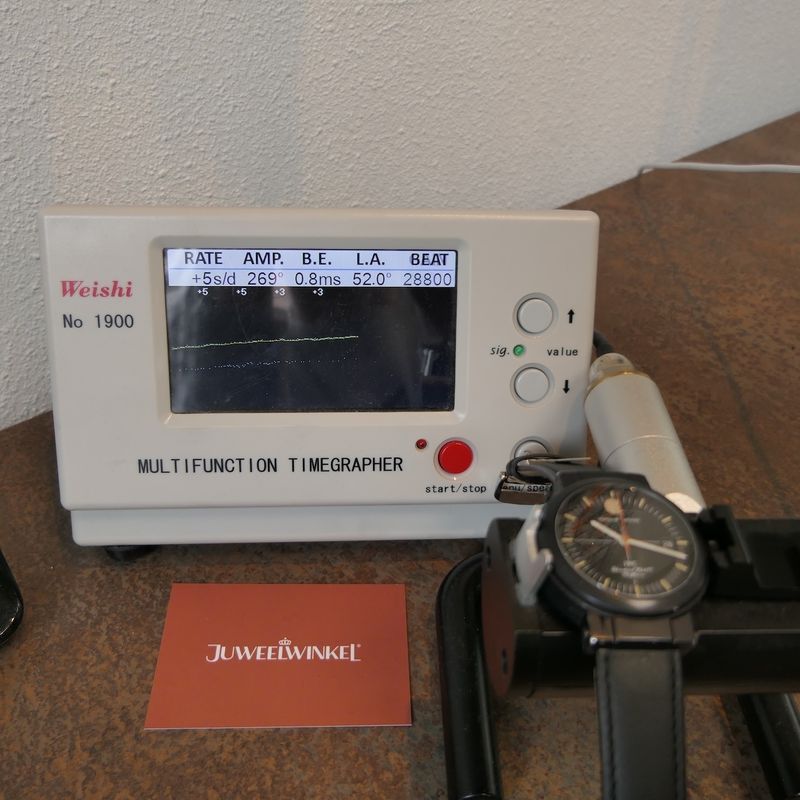 RATE AMP. B.E. L.A. BEAT
+5s/d 269° 0.8ms 52.0° 28800
+5 +5 +3 +3
Weishi
No 1900
sig. value
MULTIFUNCTION TIMEGRAPHER
start/stop
JUWEELWINKEL